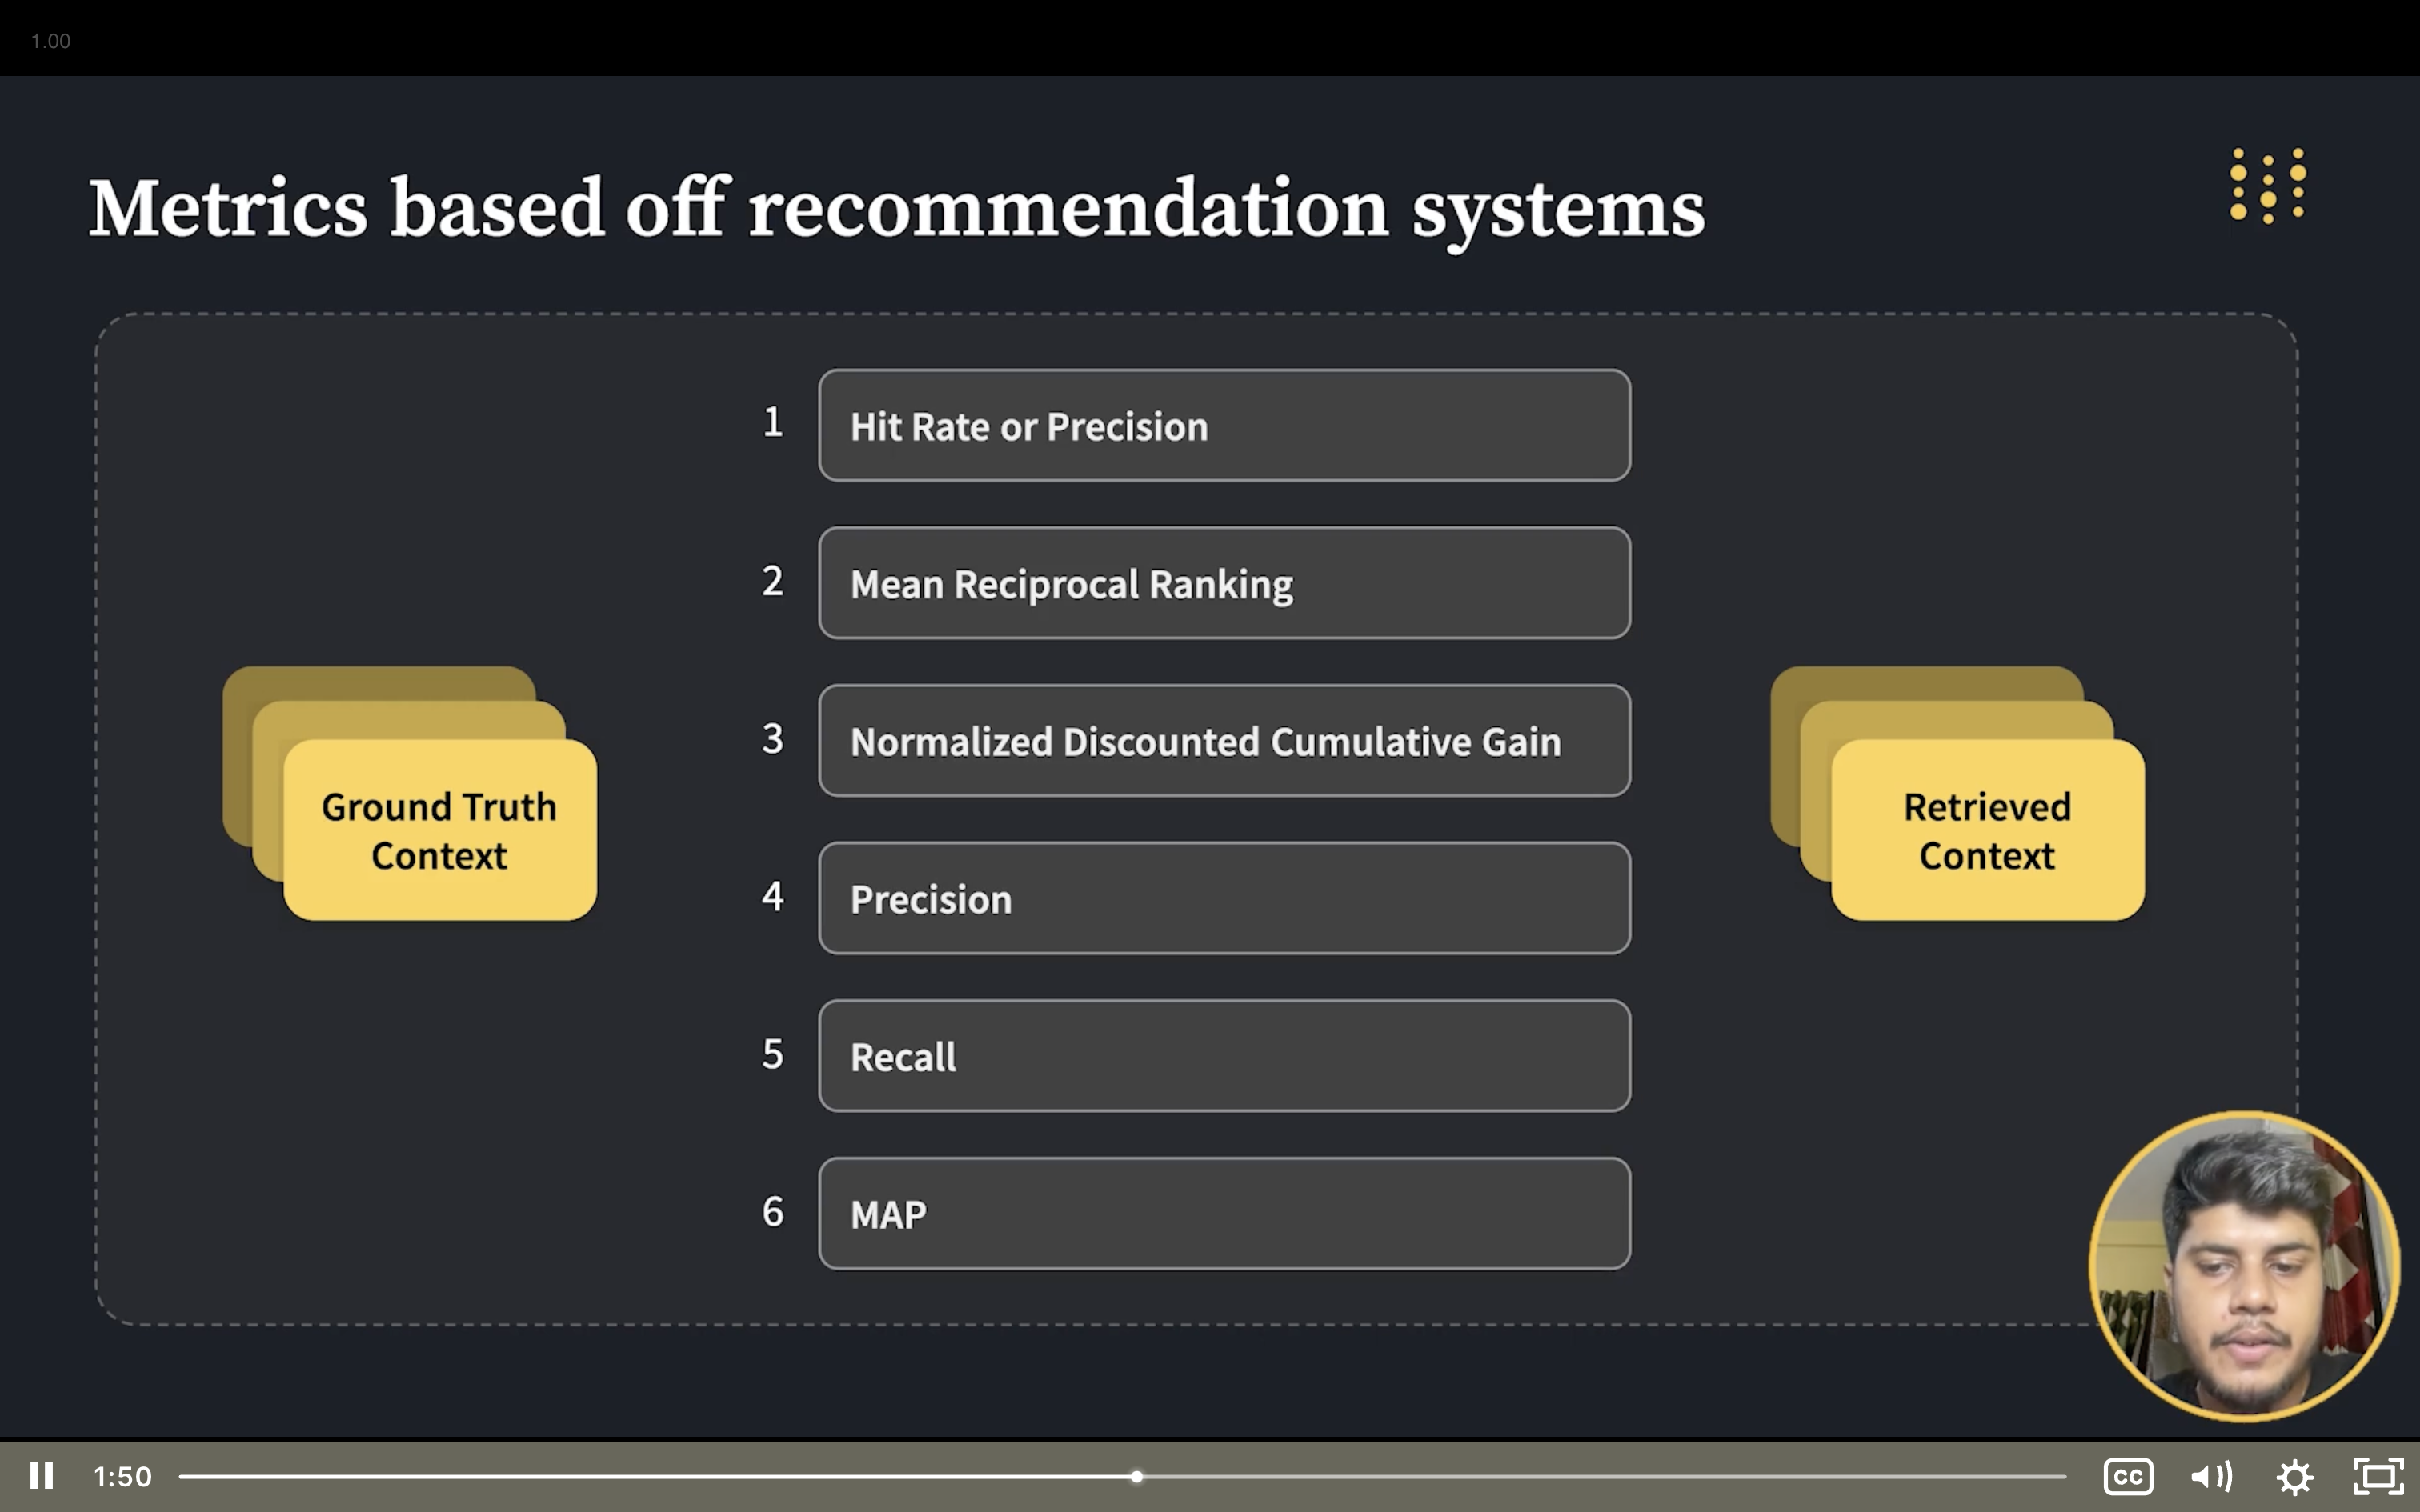 1.00
Metrics based off recommendation systems
1
Hit Rate or Precision
2
Mean Reciprocal Ranking
3
Normalized Discounted Cumulative Gain
Ground Truth
Context
Retrieved
Context
4
Precision
5
Recall
6
MAP
1:50
CC